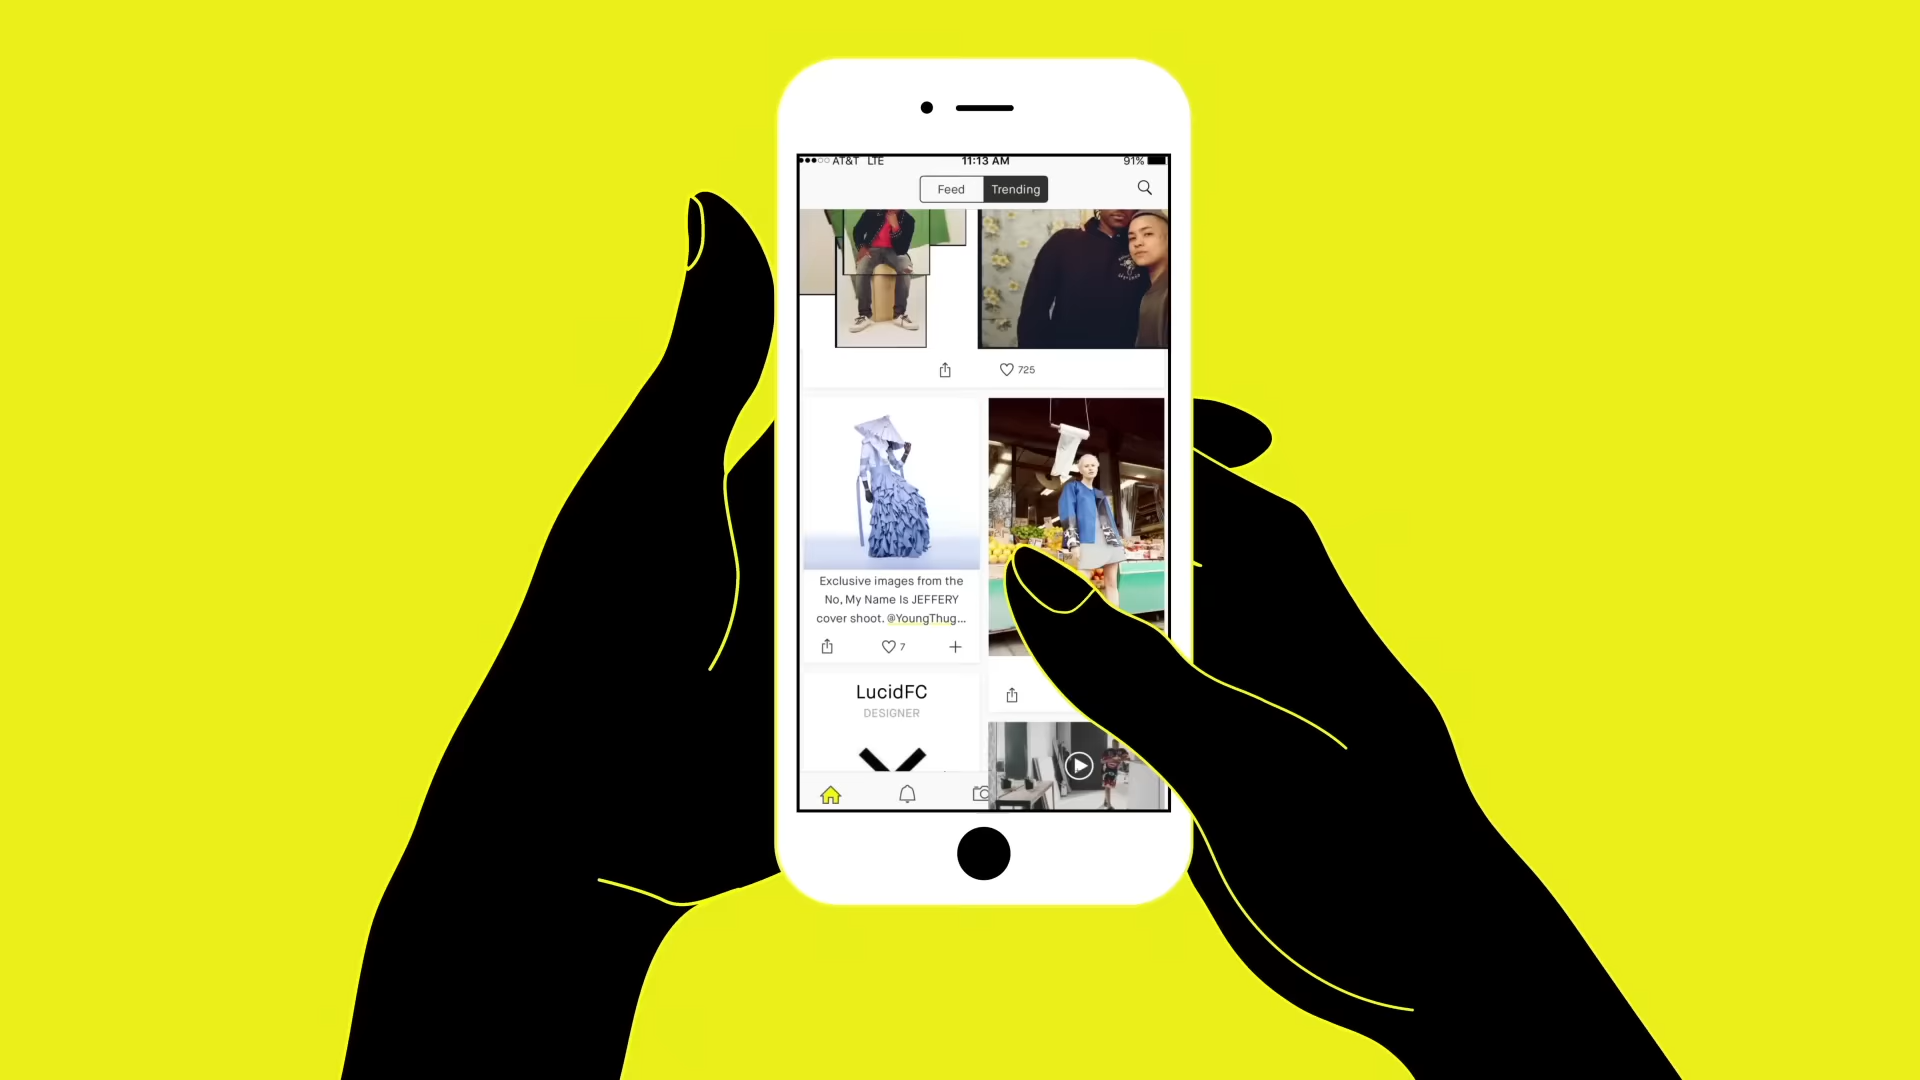 AT&T LTE 11:13 AM 91%
Feed Trending
725
Exclusive images from the
No, My Name Is JEFFERY
cover shoot. @YoungThug...
7
LucidFC
DESIGNER